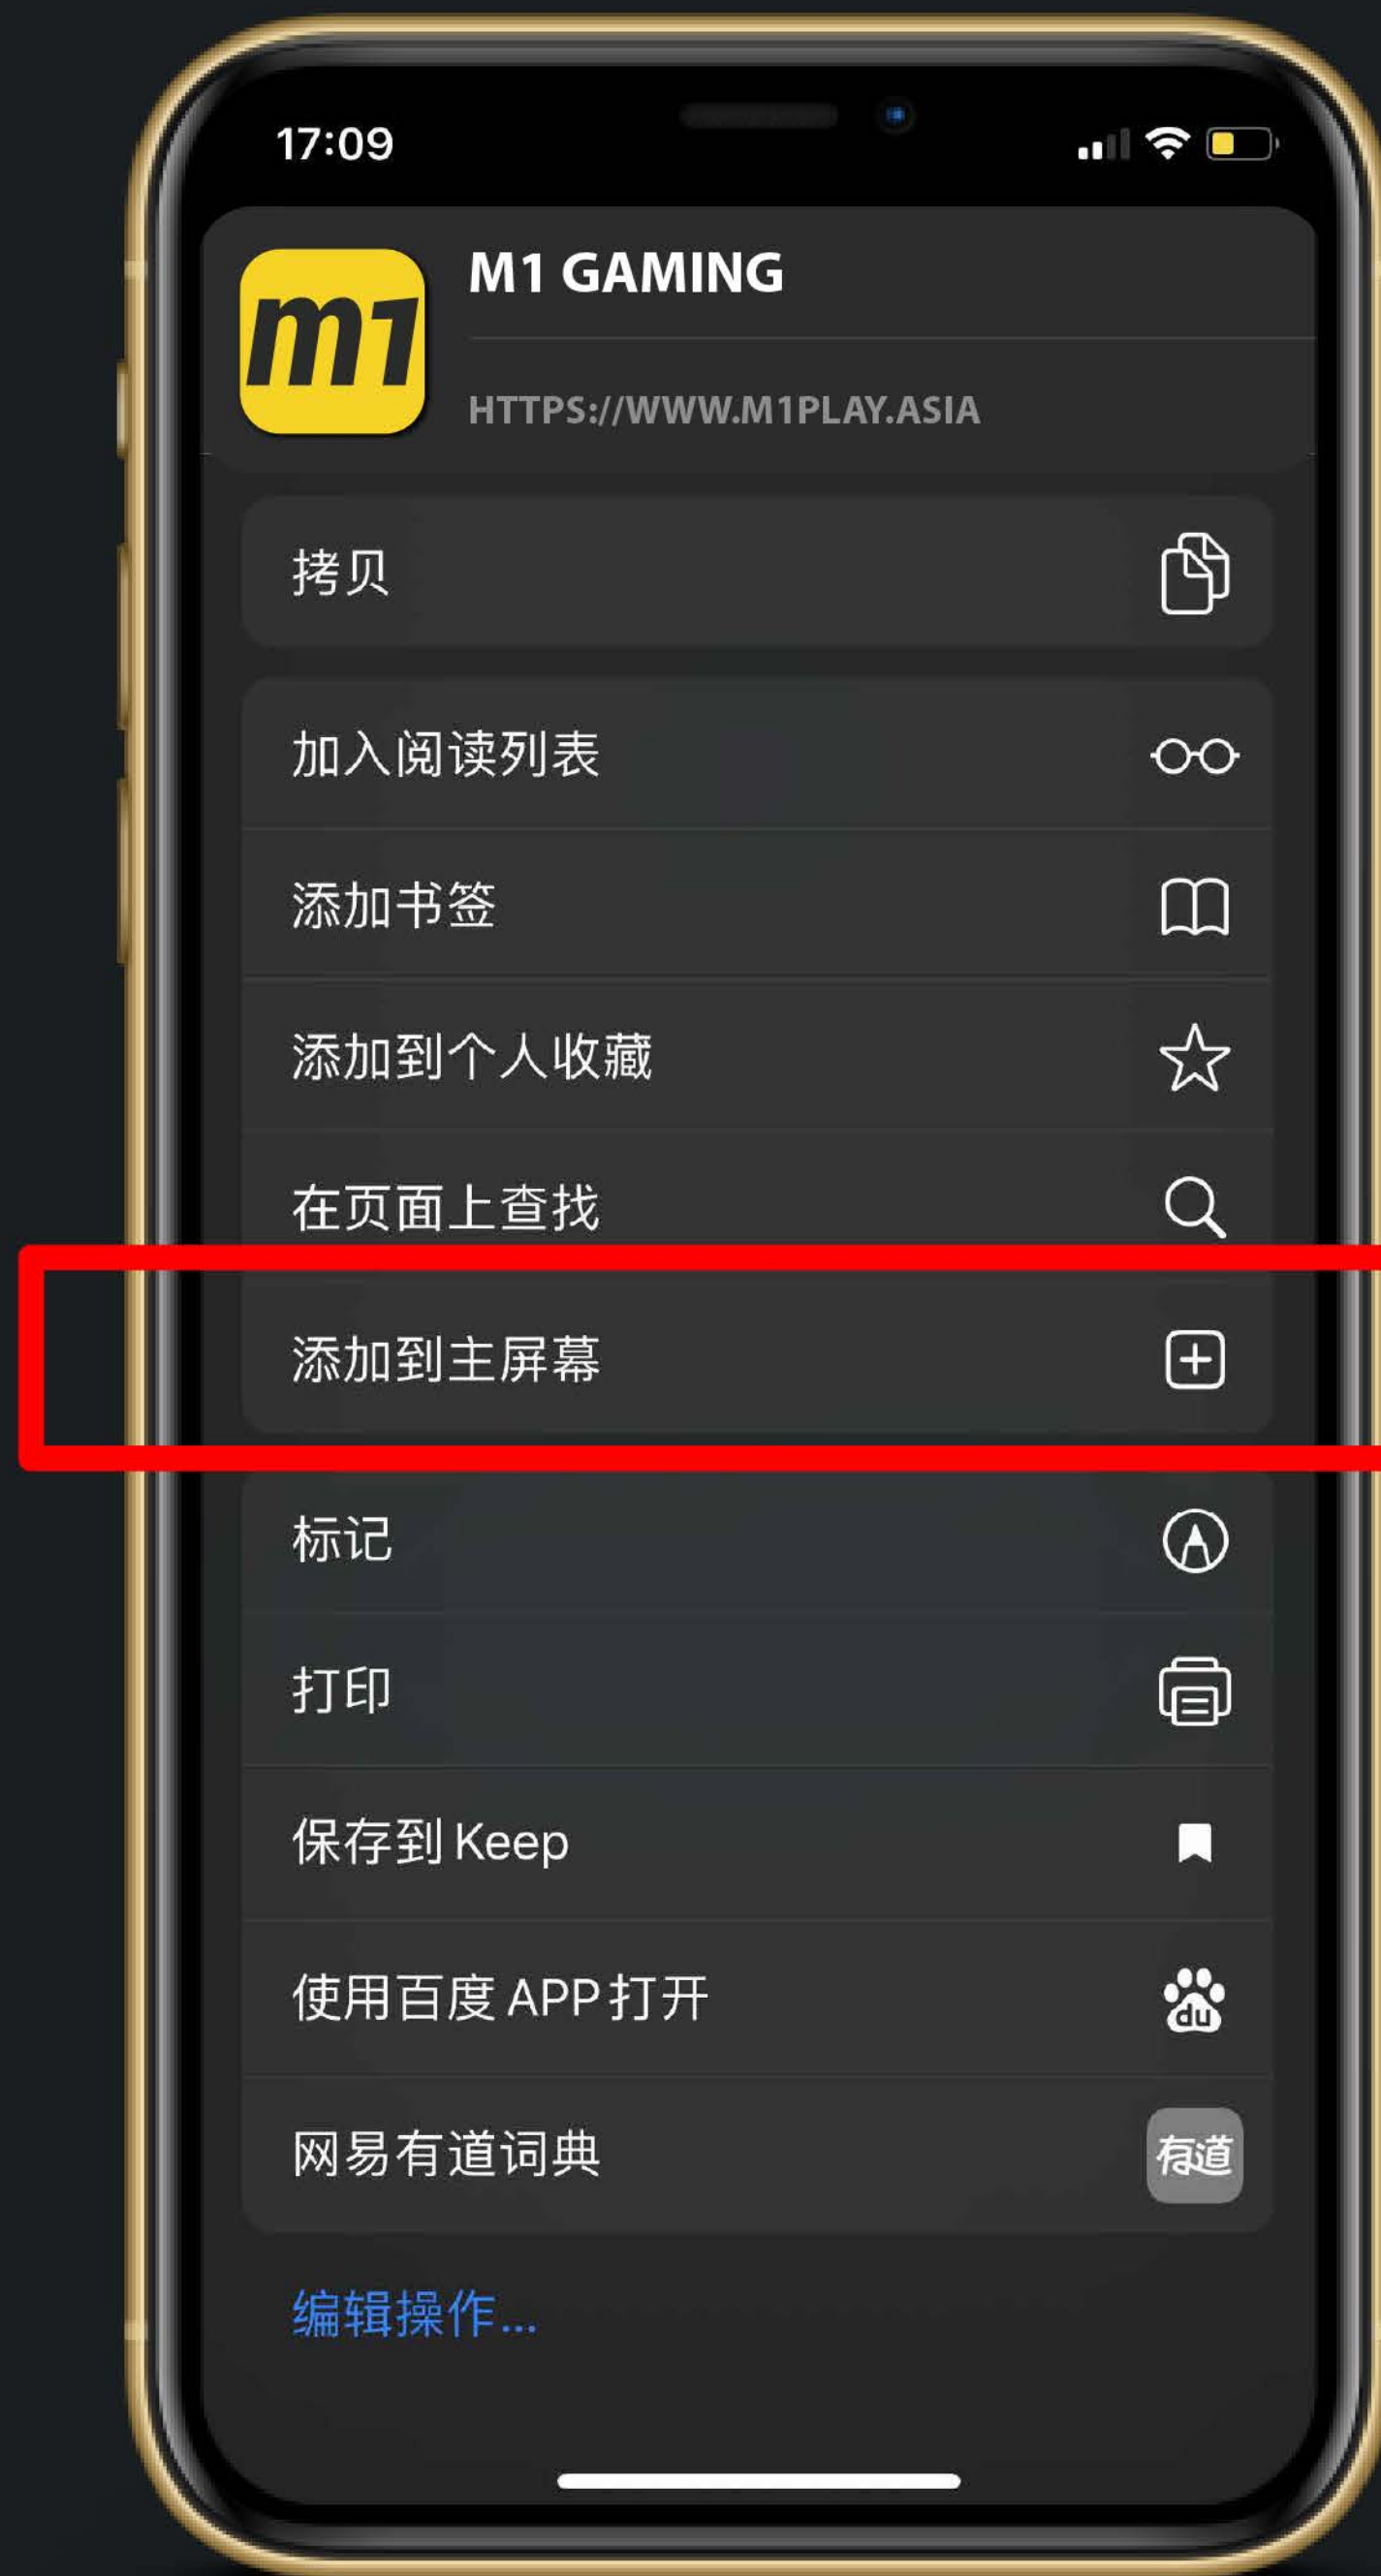 17:09
m1
M1 GAMING
HTTPS://WWW.M1PLAY.ASIA
拷贝
加入阅读列表
添加书签
添加到个人收藏
在页面上查找
添加到主屏幕
标记
打印
保存到 Keep
使用百度 APP 打开
du
网易有道词典
有道
编辑操作...